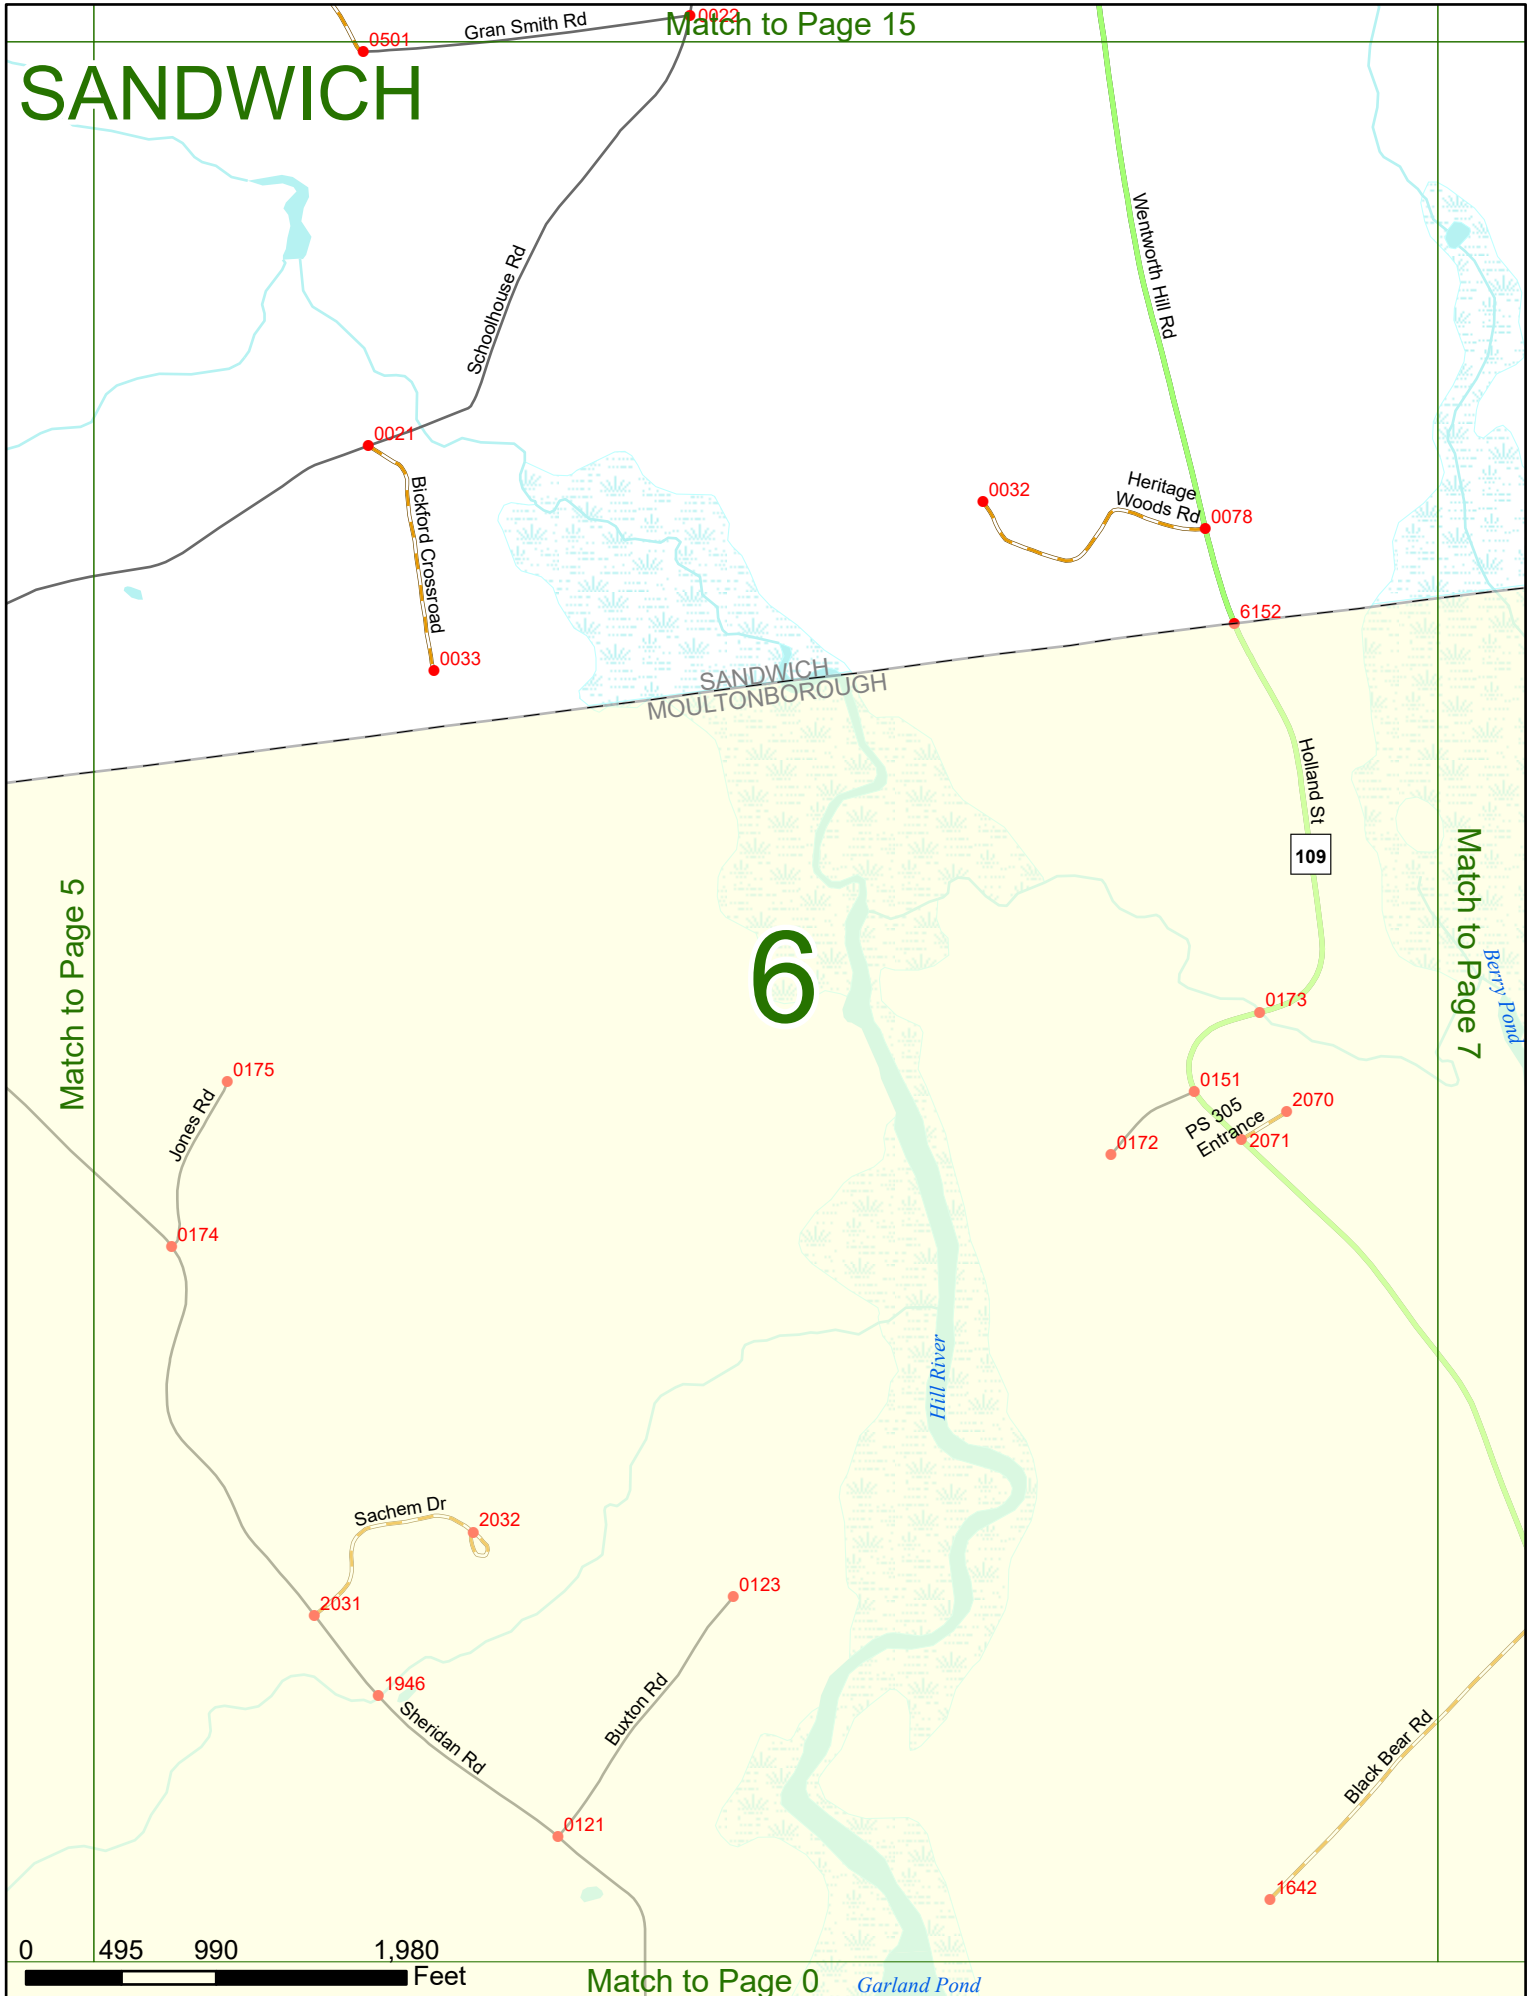 0022
Match to Page 15
Gran Smith Rd
0501
SANDWICH
Wentworth Hill Rd
Schoolhouse Rd
0021
Bickford Crossroad
0032
Heritage
Woods Rd
0078
6152
0033
SANDWICH
MOULTONBOROUGH
Holland St
109
Match to Page 5
6
Match to Page 7
Berry Pond
0173
0175
Jones Rd
0151
2070
PS 305
Entrance
2071
0172
0174
Hill River
Sachem Dr
2032
2031
0123
1946
Sheridan Rd
Buxton Rd
Black Bear Rd
0121
1642
0 495 990 1,980
Feet
Match to Page 0
Garland Pond